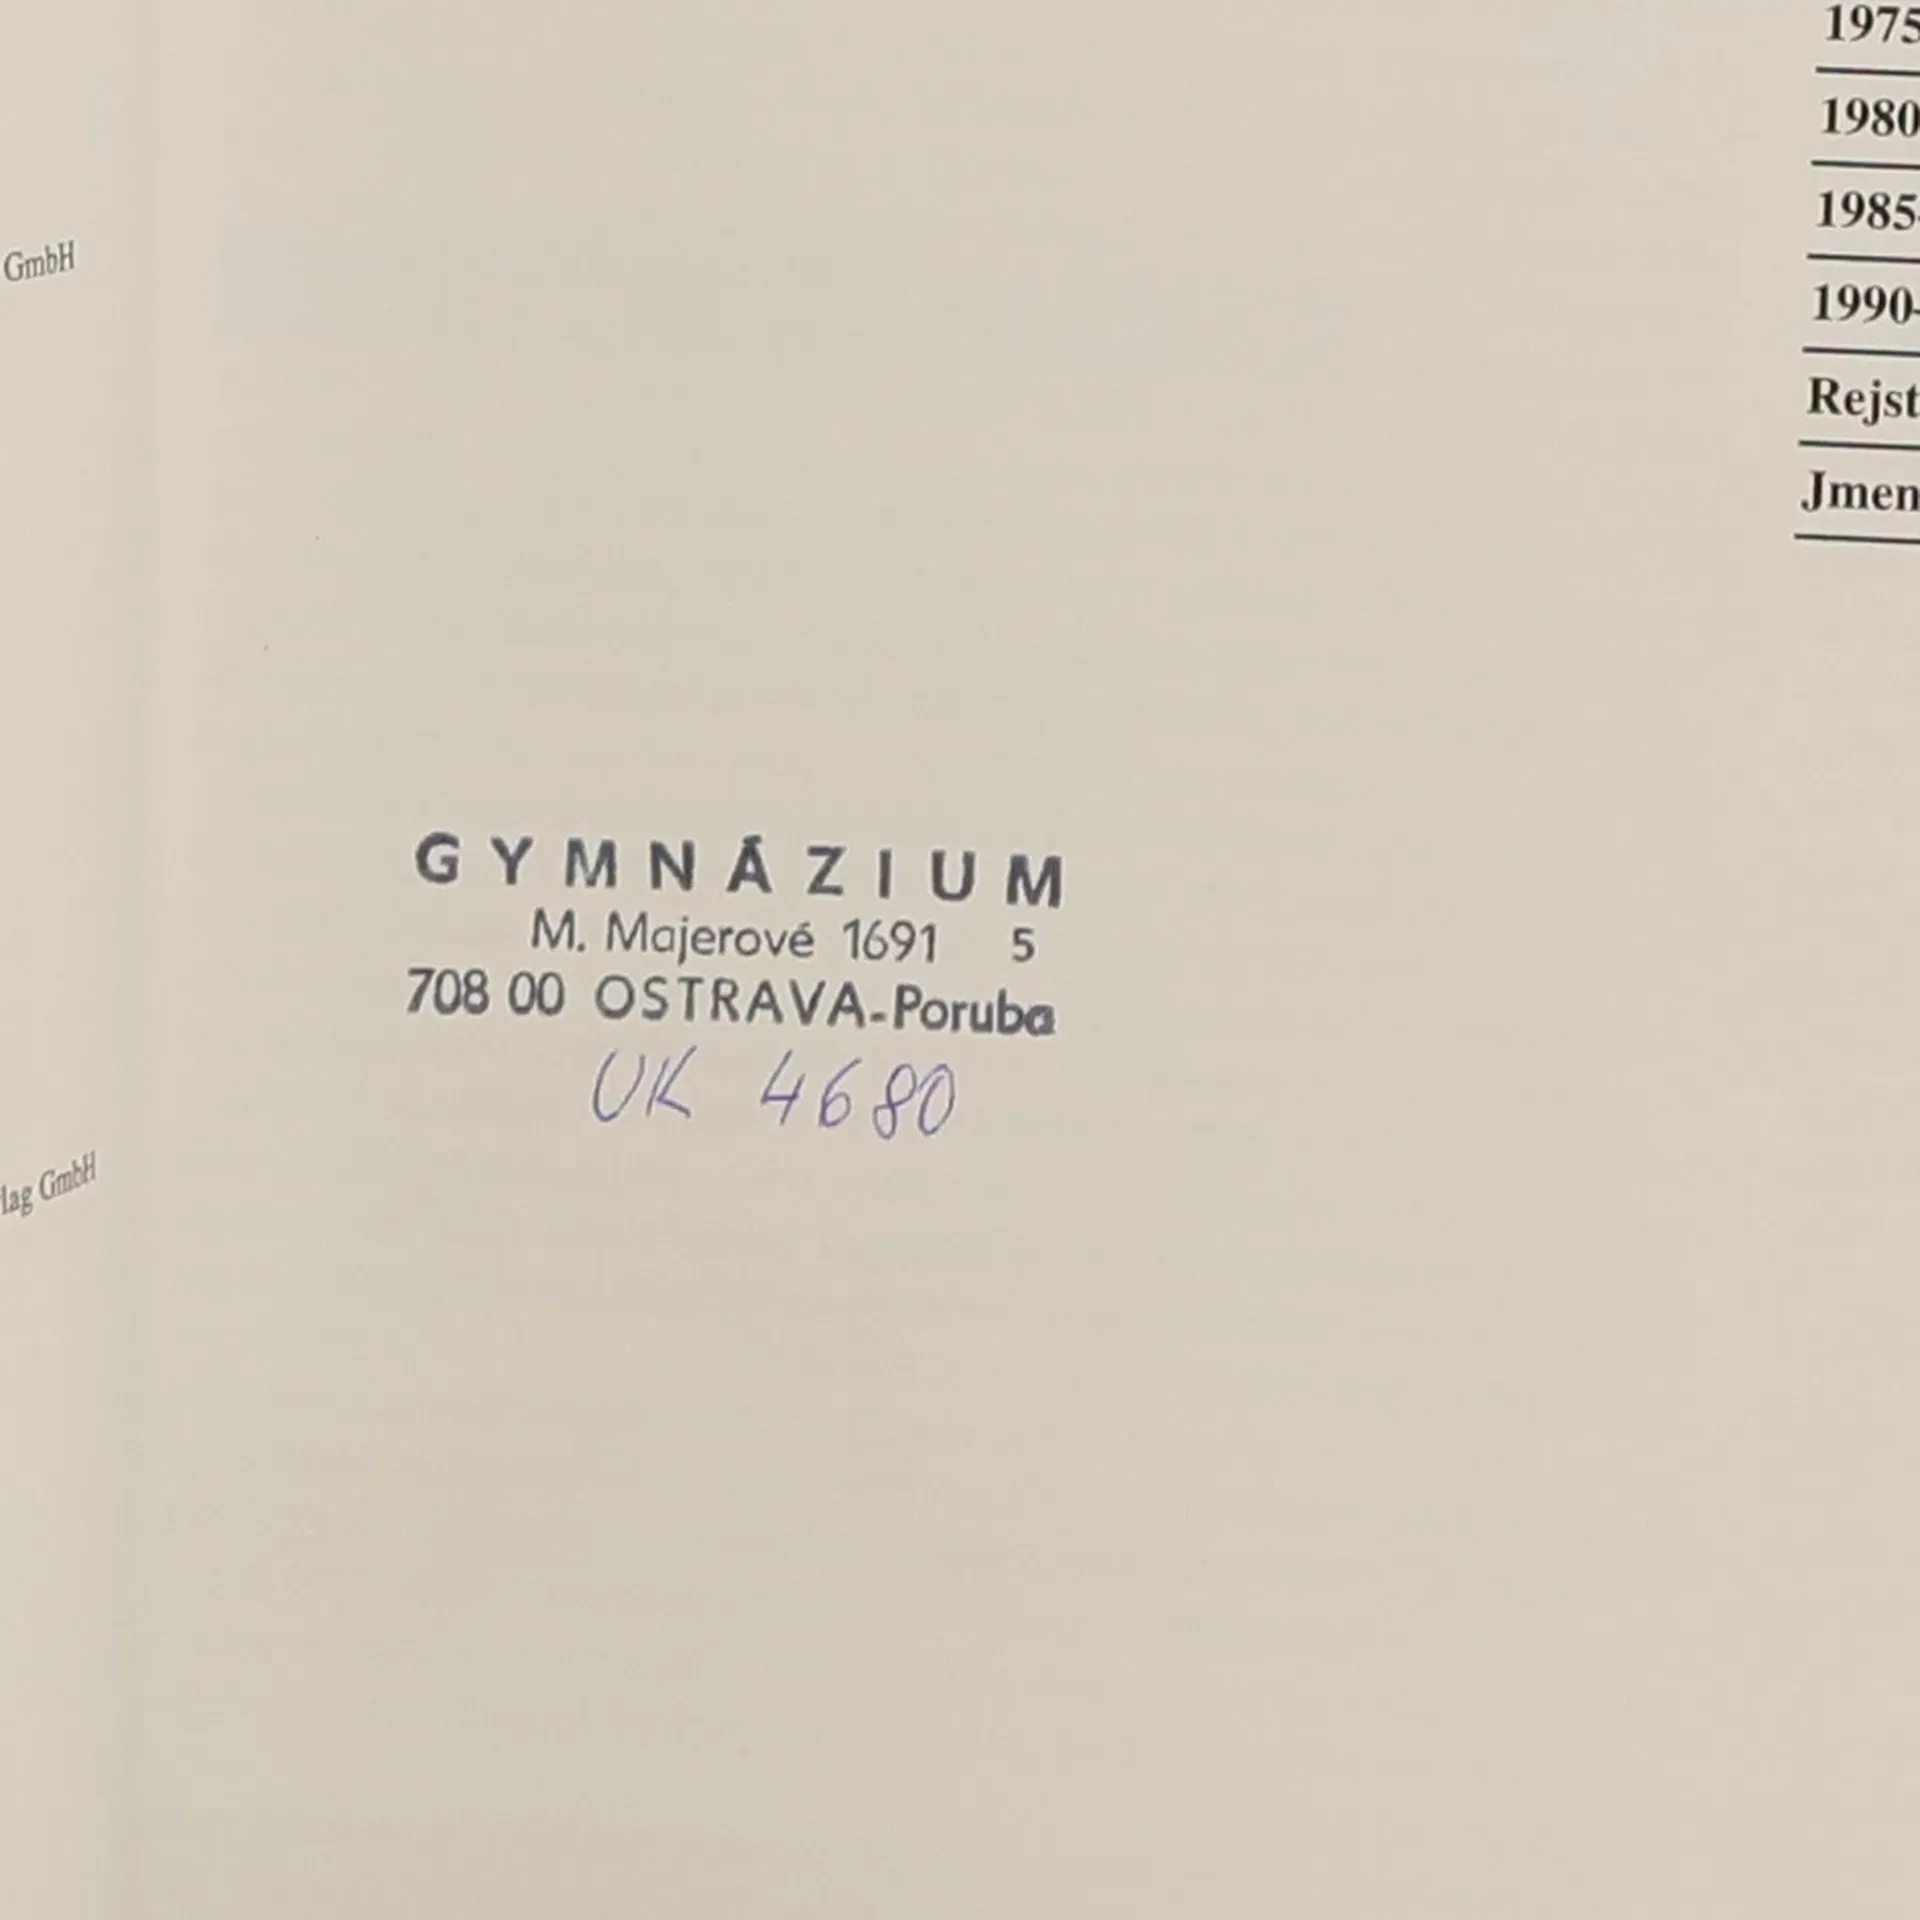 GmbH
lag GmbH
GYMNÁZIUM
M. Majerové 1691 5
708 00 OSTRAVA-Poruba
UK 4680
1975
1980
1985-
1990-
Rejst
Jmen